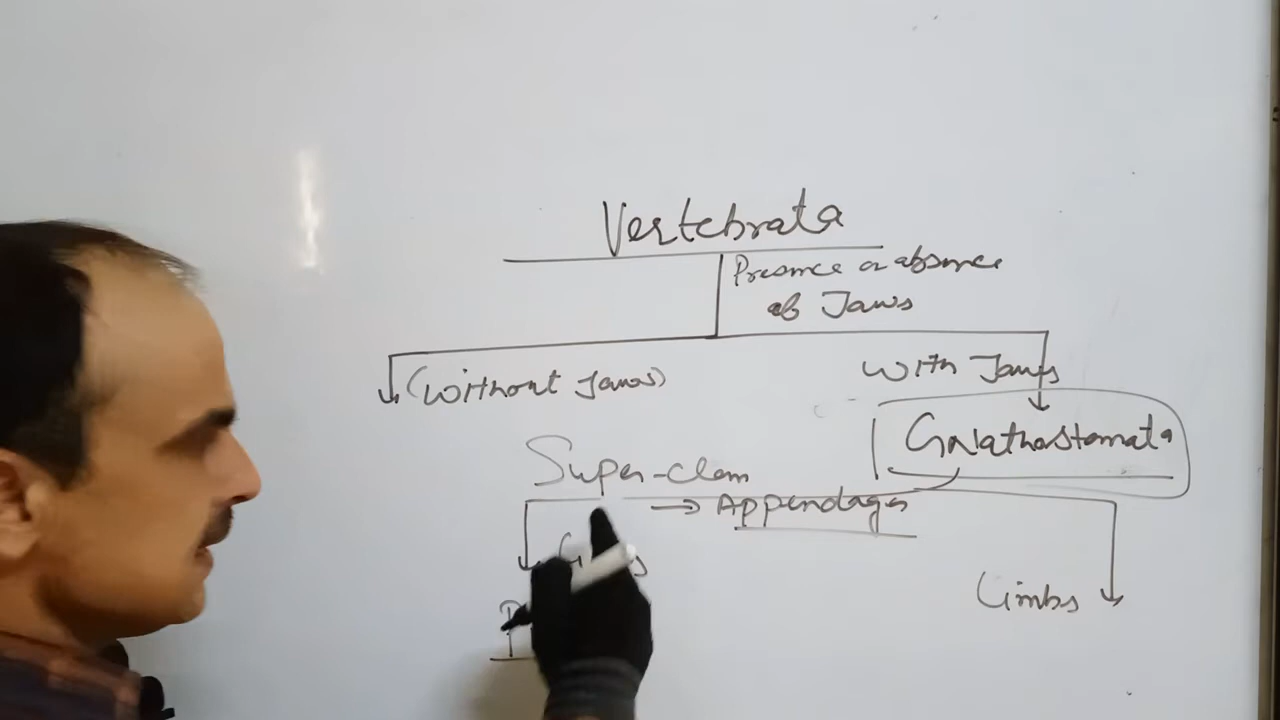 Vertebrata
Presence or absence
of Jaws
(Without Jaws)
With Jaws
Gnathostomata
Super-class
→ Appendages
Limbs
P